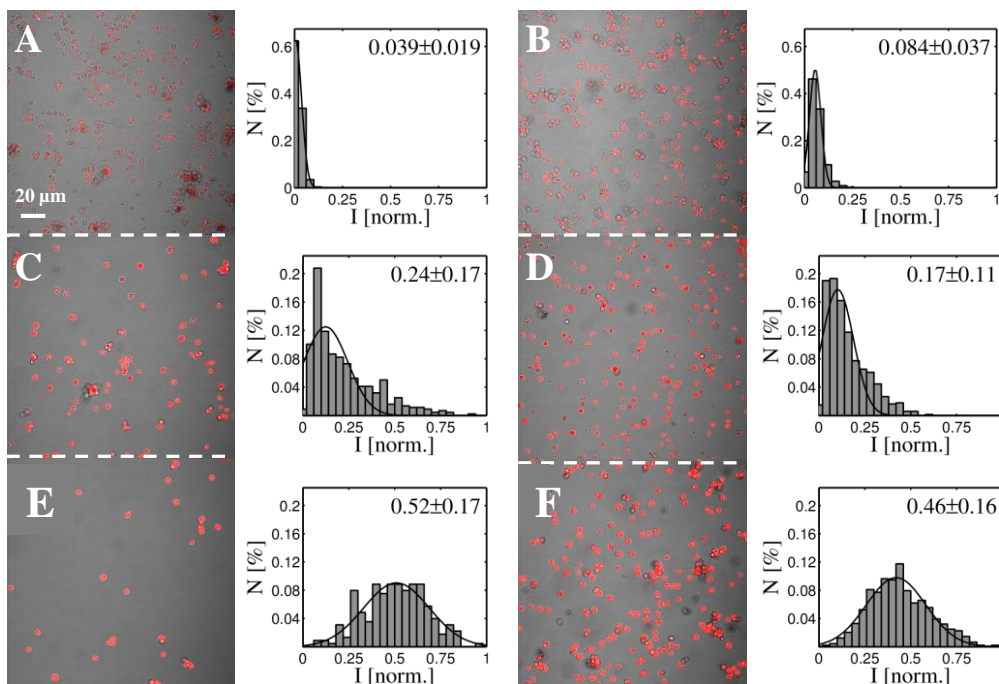 A
20 μm
0.6
0.4
0.2
0
N [%]
0.039±0.019
0 0.25 0.5 0.75 1
I [norm.]
B
0.6
0.4
0.2
0
N [%]
0.084±0.037
0 0.25 0.5 0.75 1
I [norm.]
C
0.2
0.16
0.12
0.08
0.04
N [%]
0.24±0.17
0 0.25 0.5 0.75 1
I [norm.]
D
0.2
0.16
0.12
0.08
0.04
N [%]
0.17±0.11
0 0.25 0.5 0.75
I [norm.]
E
0.2
0.16
0.12
0.08
0.04
N [%]
0.52±0.17
0 0.25 0.5 0.75 1
I [norm.]
F
0.2
0.16
0.12
0.08
0.04
N [%]
0.46±0.16
0 0.25 0.5 0.75
I [norm.]